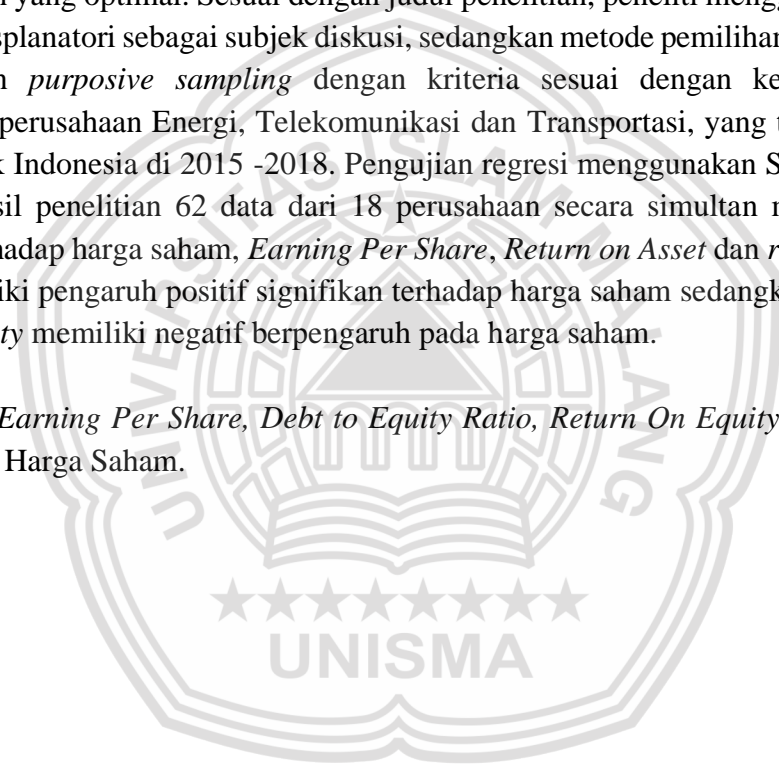 yang optimal. Sesuai dengan judul penelitian, peneliti
splanatori sebagai subjek diskusi, sedangkan metode pemilihan
purposive sampling dengan kriteria sesuai dengan
perusahaan Energi, Telekomunikasi dan Transportasi, yang
k Indonesia di 2015 -2018. Pengujian regresi menggunakan S
sil penelitian 62 data dari 18 perusahaan secara simultan
hadap harga saham, Earning Per Share, Return on Asset dan r
iki pengaruh positif signifikan terhadap harga saham sedangk
ty memiliki negatif berpengaruh pada harga saham.
Earning Per Share, Debt to Equity Ratio, Return On Equity
Harga Saham.
UNIVERSITAS ISLAM MALANG
UNISMA